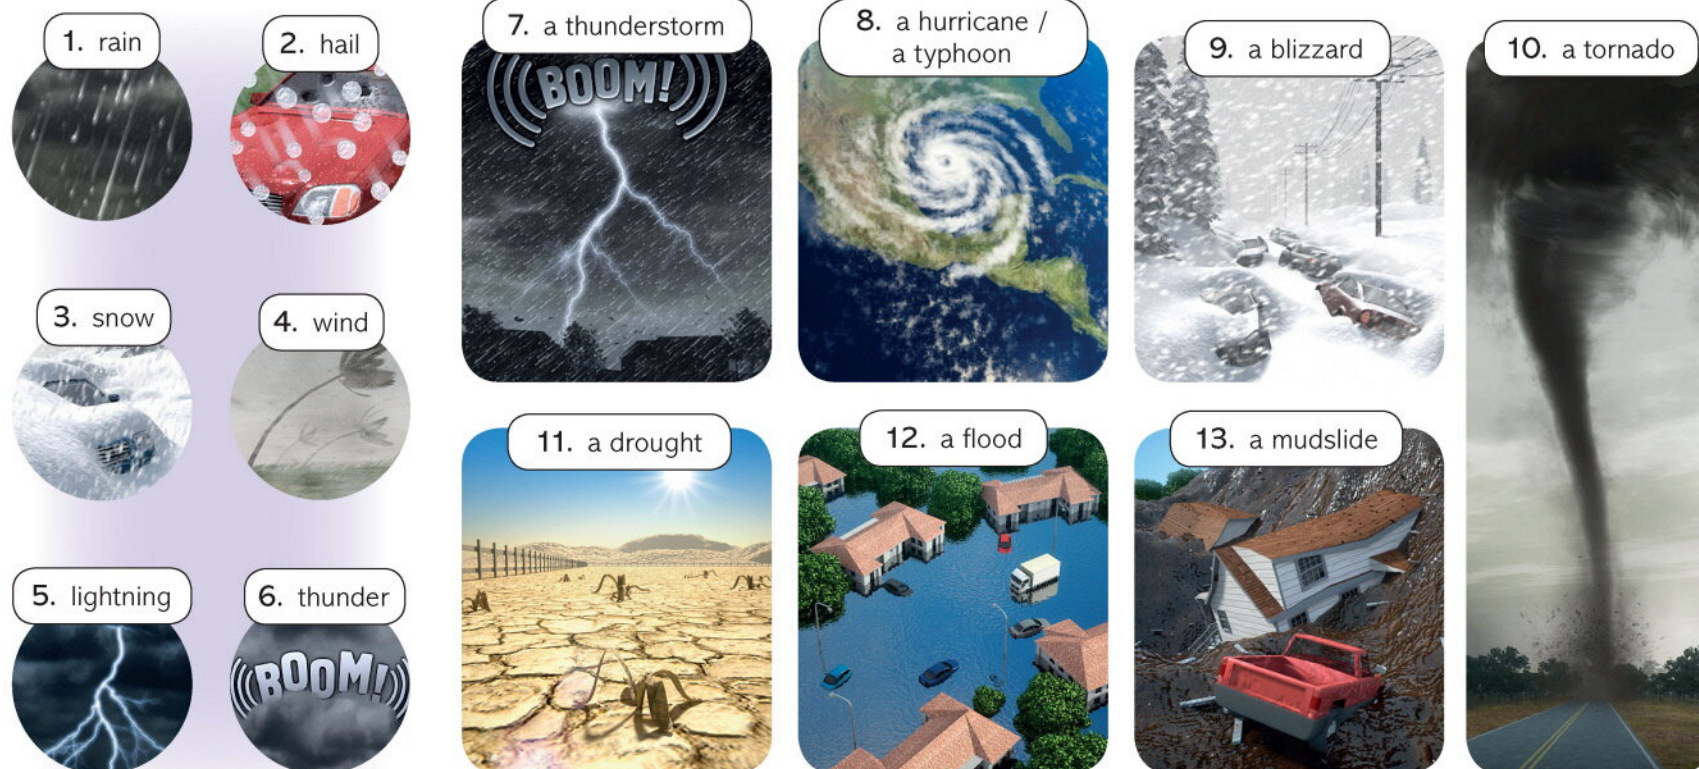 1. rain
2. hail
3. snow
4. wind
5. lightning
6. thunder
BOOM!
7. a thunderstorm
BOOM!
8. a hurricane /
a typhoon
9. a blizzard
10. a tornado
11. a drought
12. a flood
13. a mudslide